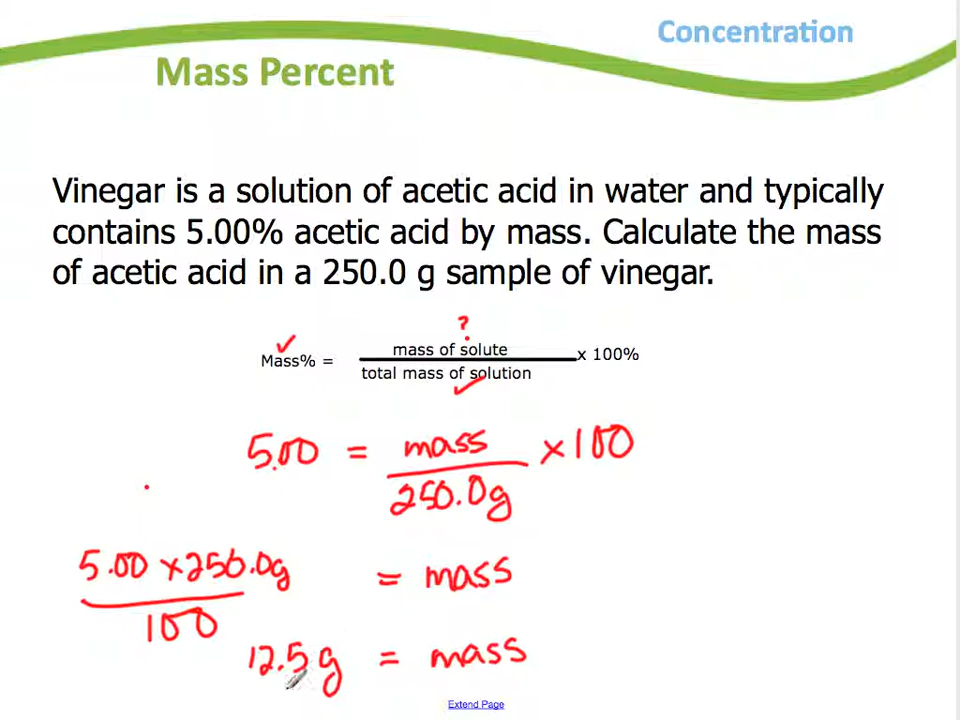 Concentration
Mass Percent
Vinegar is a solution of acetic acid in water and typically
contains 5.00% acetic acid by mass. Calculate the mass
of acetic acid in a 250.0 g sample of vinegar.
?
Mass% = mass of solute x 100%
total mass of solution
5.00 = mass x 100
250.0g
5.00 x 250.0g = mass
100
12.5g = mass
Extend Page